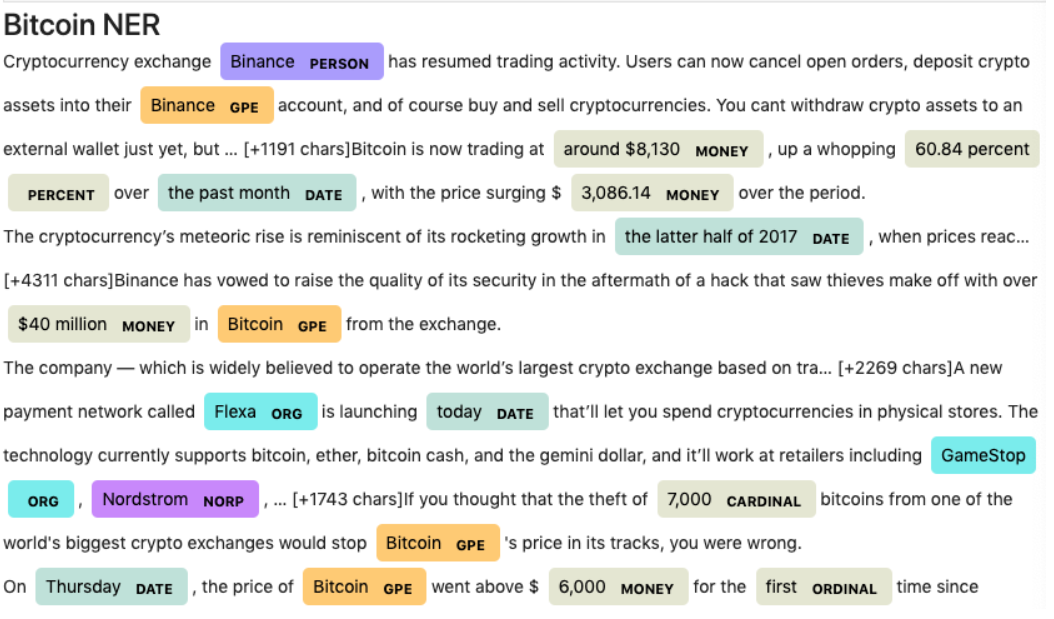 Bitcoin NER
Cryptocurrency exchange Binance PERSON has resumed trading activity. Users can now cancel open orders, deposit crypto
assets into their Binance GPE account, and of course buy and sell cryptocurrencies. You cant withdraw crypto assets to an
external wallet just yet, but … [+1191 chars]Bitcoin is now trading at around $8,130 MONEY , up a whopping 60.84 percent
PERCENT over the past month DATE , with the price surging $ 3,086.14 MONEY over the period.
The cryptocurrency’s meteoric rise is reminiscent of its rocketing growth in the latter half of 2017 DATE , when prices reac…
[+4311 chars]Binance has vowed to raise the quality of its security in the aftermath of a hack that saw thieves make off with over
$40 million MONEY in Bitcoin GPE from the exchange.
The company — which is widely believed to operate the world’s largest crypto exchange based on tra… [+2269 chars]A new
payment network called Flexa ORG is launching today DATE that’ll let you spend cryptocurrencies in physical stores. The
technology currently supports bitcoin, ether, bitcoin cash, and the gemini dollar, and it’ll work at retailers including GameStop
ORG , Nordstrom NORP , … [+1743 chars]If you thought that the theft of 7,000 CARDINAL bitcoins from one of the
world's biggest crypto exchanges would stop Bitcoin GPE 's price in its tracks, you were wrong.
On Thursday DATE , the price of Bitcoin GPE went above $ 6,000 MONEY for the first ORDINAL time since